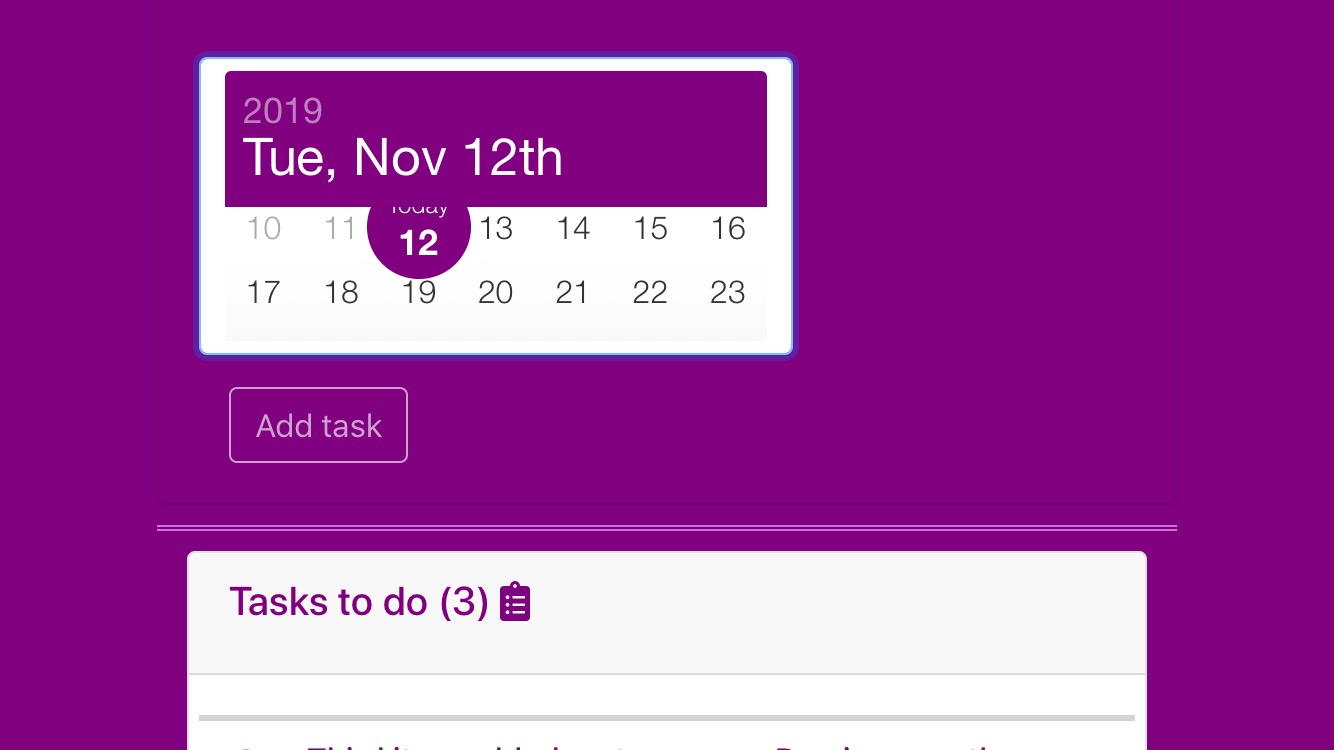 2019
Tue, Nov 12th
Today
10 11 12 13 14 15 16
17 18 19 20 21 22 23
Add task
Tasks to do (3)